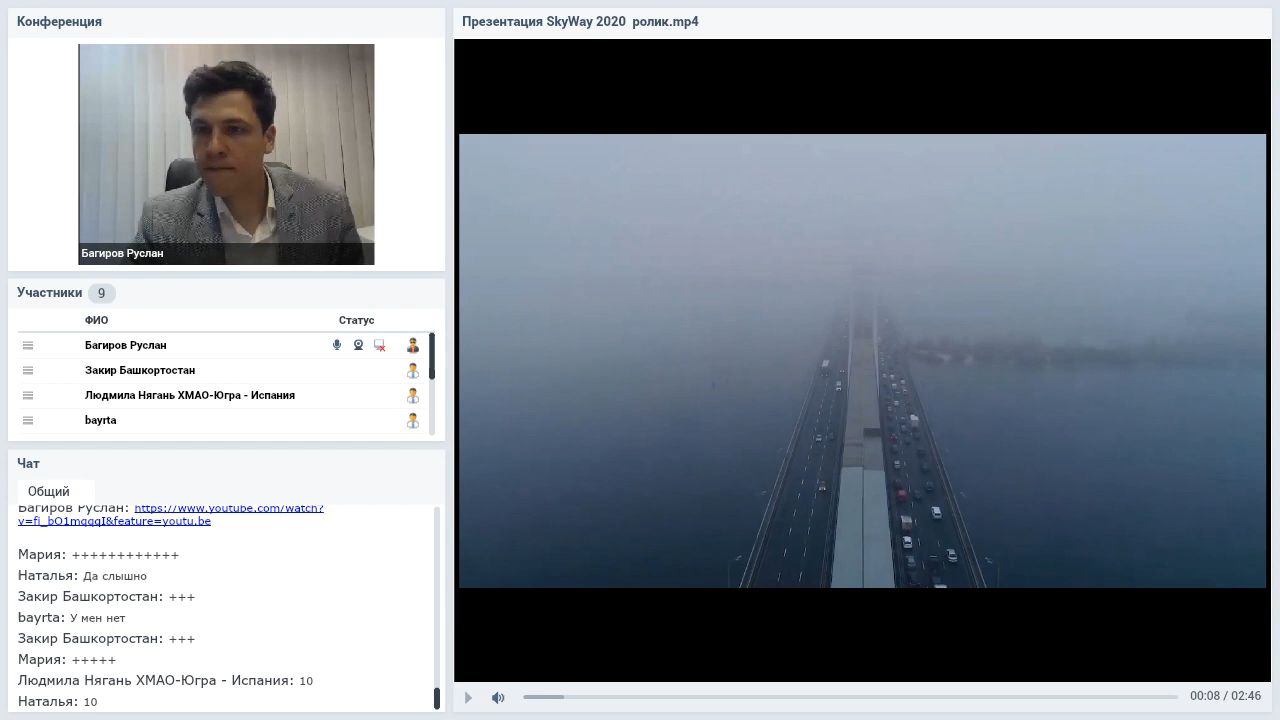 Конференция
Багиров Руслан
Участники 9
ФИО Статус
Багиров Руслан
Закир Башкортостан
Людмила Нягань ХМАО-Югра - Испания
bayrta
Чат
Общий
Багиров Руслан: https://www.youtube.com/watch?
v=fi_bO1mqqqI&feature=youtu.be
Мария: ++++++++++++
Наталья: Да слышно
Закир Башкортостан: +++
bayrta: У мен нет
Закир Башкортостан: +++
Мария: +++++
Людмила Нягань ХМАО-Югра - Испания: 10
Наталья: 10
Презентация SkyWay 2020 ролик.mp4
00:08 / 02:46